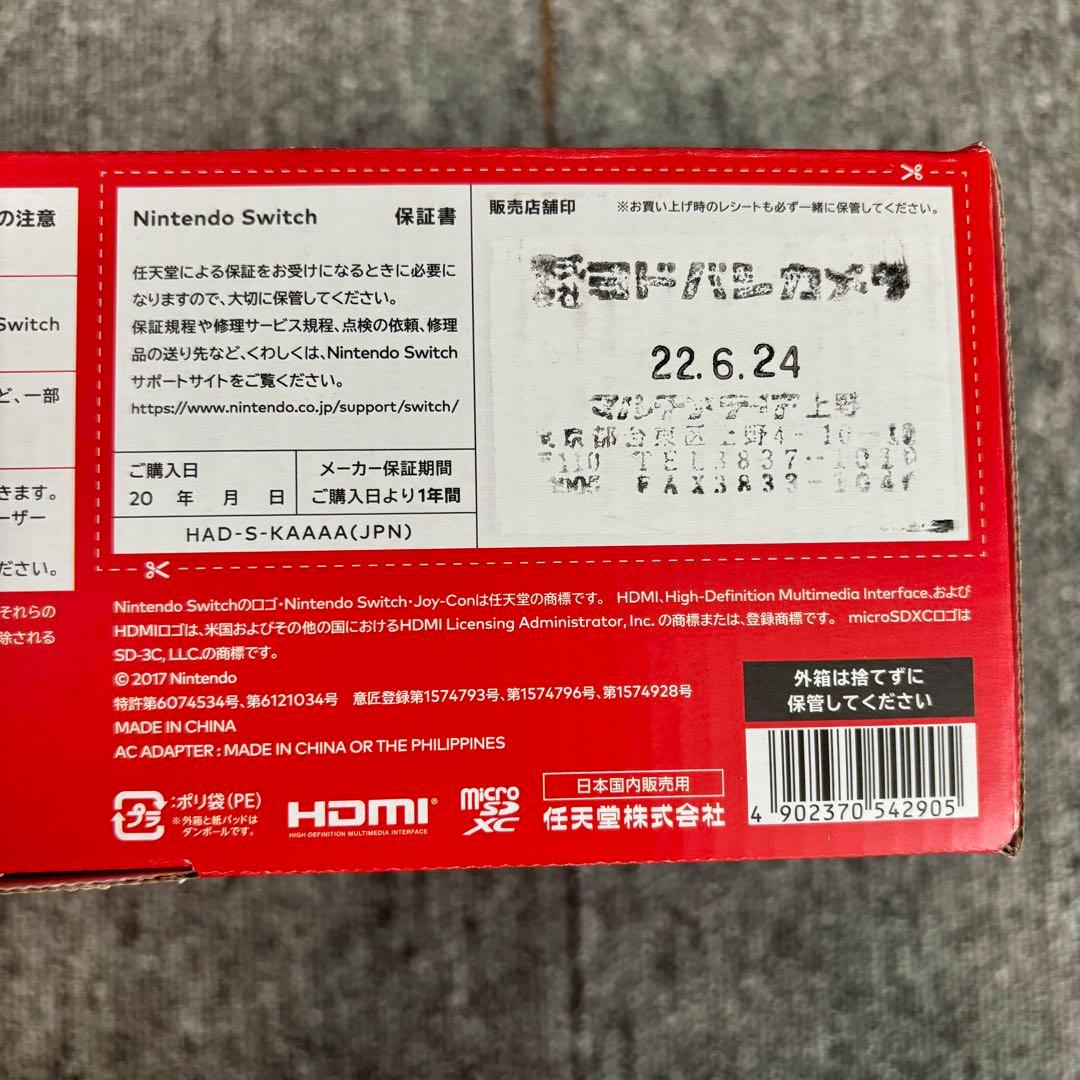 の注意
Switch
ど、一部
きます。
ーザー
ださい。
それらの
除される
Nintendo Switch 保証書
任天堂による保証をお受けになるときに必要に
なりますので、大切に保管してください。
保証規程や修理サービス規程、点検の依頼、修理
品の送り先など、くわしくは、Nintendo Switch
サポートサイトをご覧ください。
https://www.nintendo.co.jp/support/switch/
ご購入日
20 年 月 日
メーカー保証期間
ご購入日より1年間
HAD-S-KAAAA(JPN)
販売店舗印 ※お買い上げ時のレシートも必ず一緒に保管してください。
ヨドバシカメラ
22.6.24
マルチメディア上野
東京都台東区上野4-10-10
〒110 TEL3837-1010
0005 FAX3833-104
Nintendo Switchのロゴ・Nintendo Switch・Joy-Conは任天堂の商標です。 HDMI、High-Definition Multimedia Interface、および
HDMIロゴは、米国およびその他の国におけるHDMI Licensing Administrator, Inc. の商標または、登録商標です。 microSDXCロゴは
SD-3C, LLC.の商標です。
© 2017 Nintendo
特許第6074534号、第6121034号 意匠登録第1574793号、第1574796号、第1574928号
MADE IN CHINA
AC ADAPTER : MADE IN CHINA OR THE PHILIPPINES
外箱は捨てずに
保管してください
プラ
:ポリ袋(PE)
※外箱と紙パッドは
ダンボールです。
HDMI®
HIGH-DEFINITION MULTIMEDIA INTERFACE
micro
SD
XC
日本国内販売用
任天堂株式会社
4 902370 542905